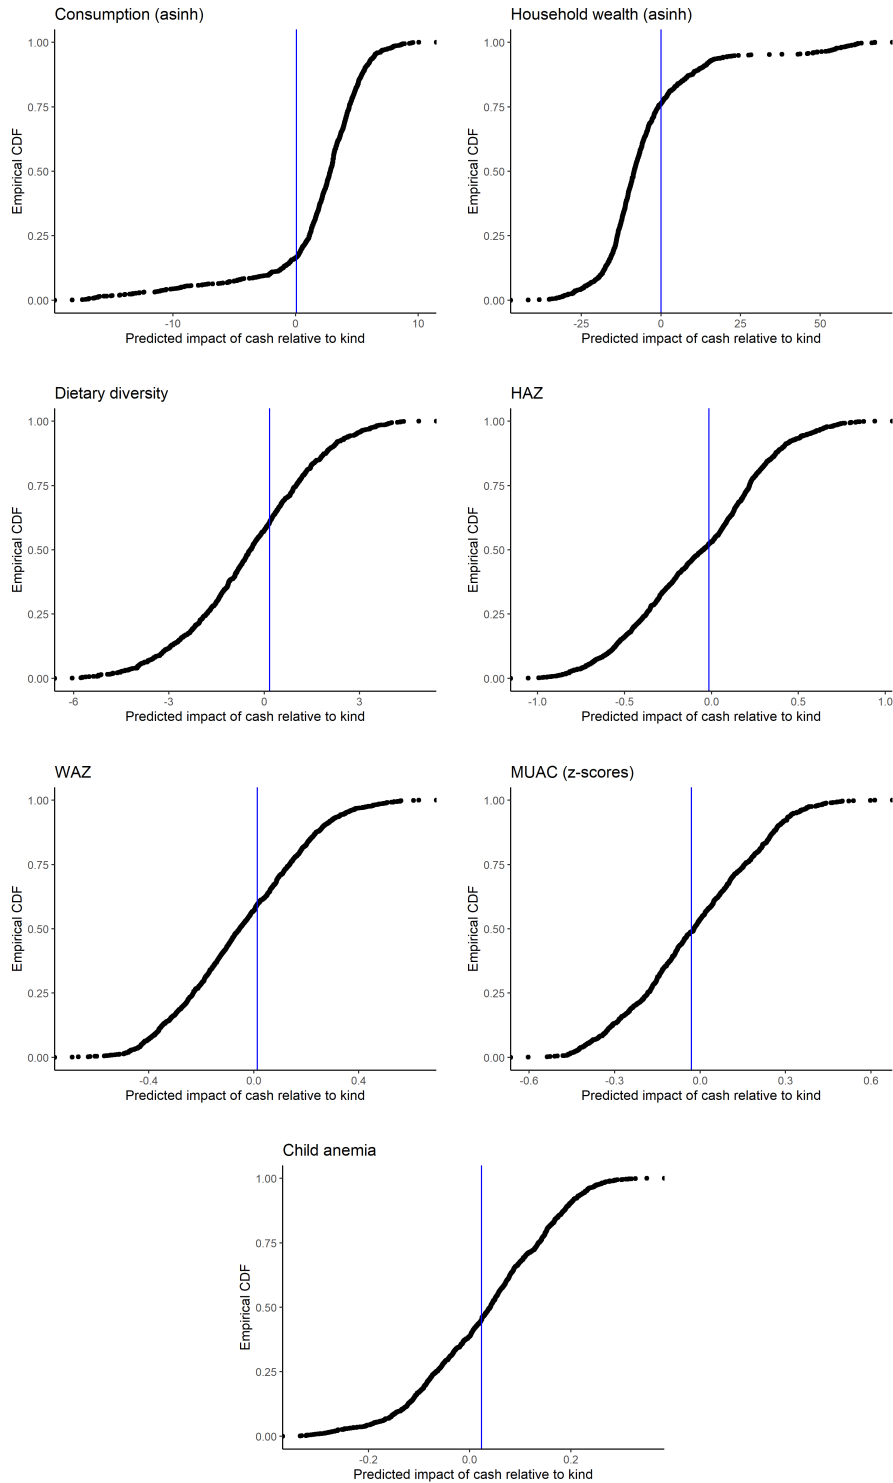 Consumption (asinh)
Empirical CDF
1.00
0.75
0.50
0.25
0.00
-10 0 10
Predicted impact of cash relative to kind
Household wealth (asinh)
Empirical CDF
1.00
0.75
0.50
0.25
0.00
-25 0 25 50
Predicted impact of cash relative to kind
Dietary diversity
Empirical CDF
1.00
0.75
0.50
0.25
0.00
-6 -3 0 3
Predicted impact of cash relative to kind
HAZ
Empirical CDF
1.00
0.75
0.50
0.25
0.00
-1.0 -0.5 0.0 0.5 1.0
Predicted impact of cash relative to kind
WAZ
Empirical CDF
1.00
0.75
0.50
0.25
0.00
-0.4 0.0 0.4
Predicted impact of cash relative to kind
MUAC (z-scores)
Empirical CDF
1.00
0.75
0.50
0.25
0.00
-0.6 -0.3 0.0 0.3 0.6
Predicted impact of cash relative to kind
Child anemia
Empirical CDF
1.00
0.75
0.50
0.25
0.00
-0.2 0.0 0.2
Predicted impact of cash relative to kind